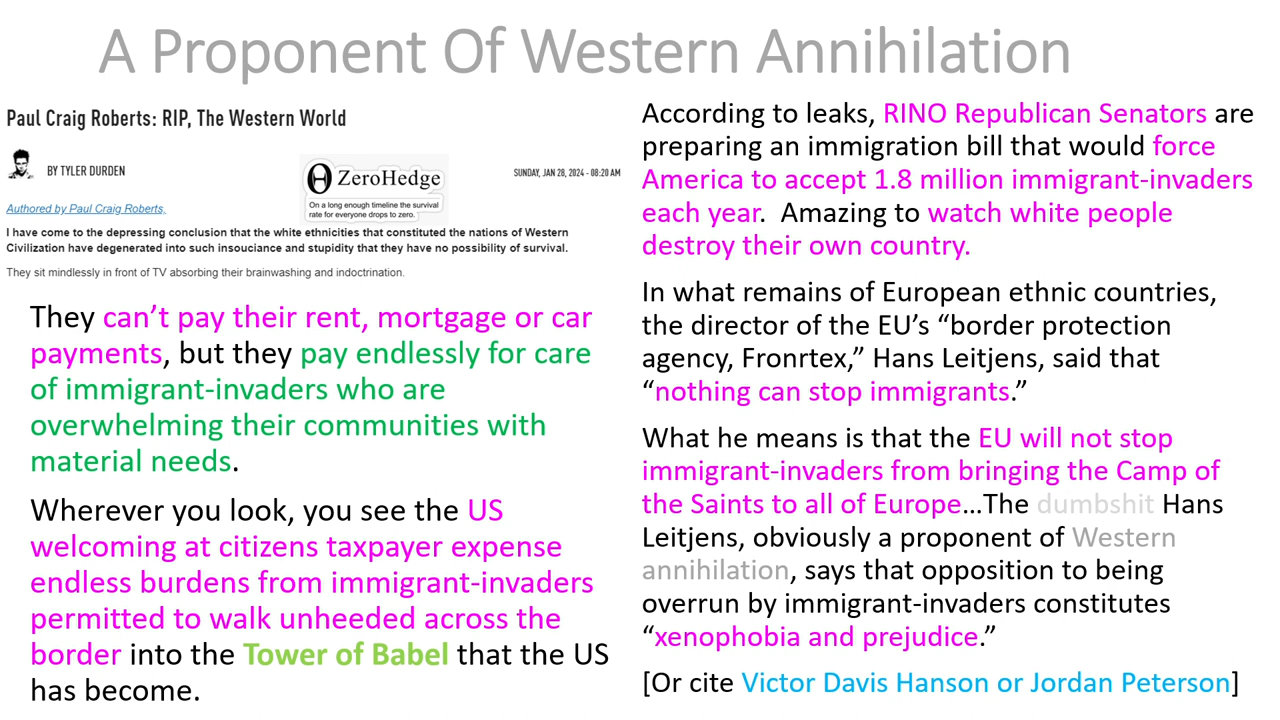 A Proponent Of Western Annihilation
Paul Craig Roberts: RIP, The Western World
BY TYLER DURDEN
ZeroHedge
On a long enough timeline the survival
rate for everyone drops to zero.
SUNDAY, JAN 28, 2024 - 08:20 AM
Authored by Paul Craig Roberts,
I have come to the depressing conclusion that the white ethnicities that constituted the nations of Western
Civilization have degenerated into such insouciance and stupidity that they have no possibility of survival.
They sit mindlessly in front of TV absorbing their brainwashing and indoctrination.
They can’t pay their rent, mortgage or car
payments, but they pay endlessly for care
of immigrant-invaders who are
overwhelming their communities with
material needs.
Wherever you look, you see the US
welcoming at citizens taxpayer expense
endless burdens from immigrant-invaders
permitted to walk unheeded across the
border into the Tower of Babel that the US
has become.
According to leaks, RINO Republican Senators are
preparing an immigration bill that would force
America to accept 1.8 million immigrant-invaders
each year.  Amazing to watch white people
destroy their own country.
In what remains of European ethnic countries,
the director of the EU’s “border protection
agency, Fronrtex,” Hans Leitjens, said that
“nothing can stop immigrants.”
What he means is that the EU will not stop
immigrant-invaders from bringing the Camp of
the Saints to all of Europe…The dumbshit Hans
Leitjens, obviously a proponent of Western
annihilation, says that opposition to being
overrun by immigrant-invaders constitutes
“xenophobia and prejudice.”
[Or cite Victor Davis Hanson or Jordan Peterson]